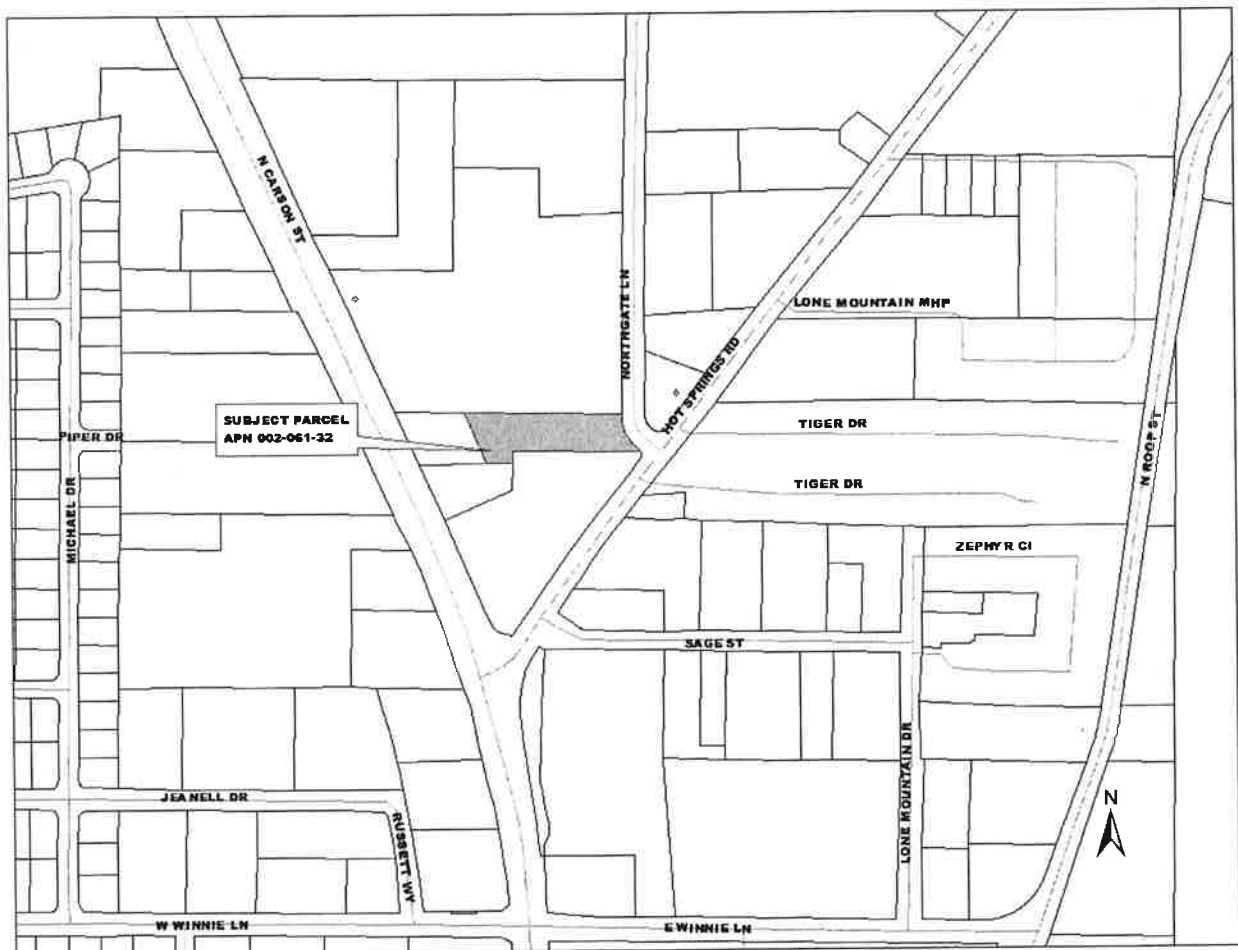 N CARSON ST
NORTHGATE LN
LONE MOUNTAIN MHP
HOT SPRINGS RD
SUBJECT PARCEL
APN 002-061-32
TIGER DR
PIPER DR
N ROOP ST
TIGER DR
MICHAEL DR
ZEPHYR CI
SAGE ST
LONE MOUNTAIN DR
N
JEANELL DR
RUSSETT WY
W WINNIE LN
E WINNIE LN